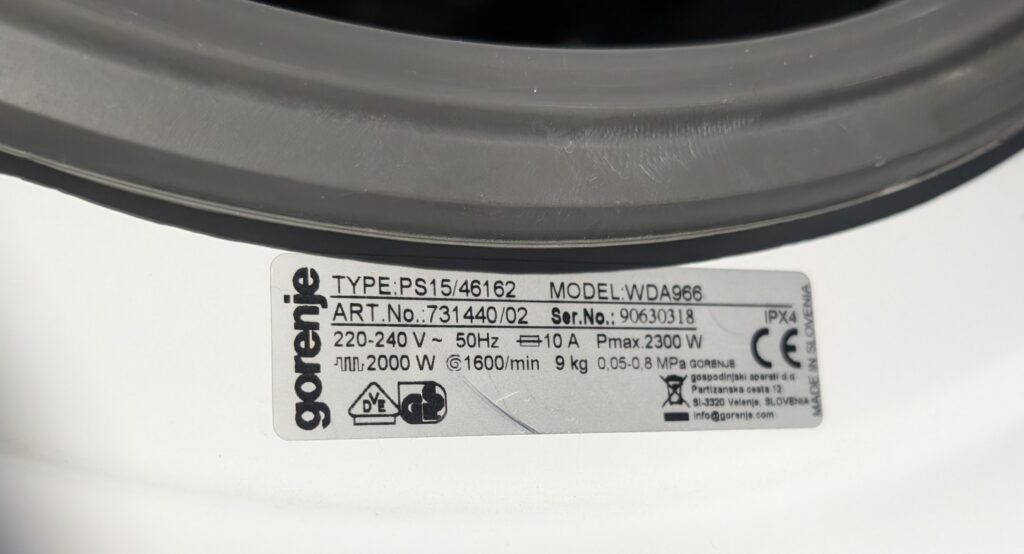 gorenje
TYPE:PS15/46162 MODEL:WDA966
ART.No.:731440/02 Ser.No.: 90630318
IPX4
220-240 V ~ 50Hz 10 A Pmax.2300 W
2000 W 1600/min 9 kg 0,05-0,8 MPa
CE
GORENJE
gospodinjski aparati d.d.
Partizanska cesta 12
SI-3320 Velenje, SLOVENIA
info@gorenje.com
DVE
GS
MADE IN SLOVENIA